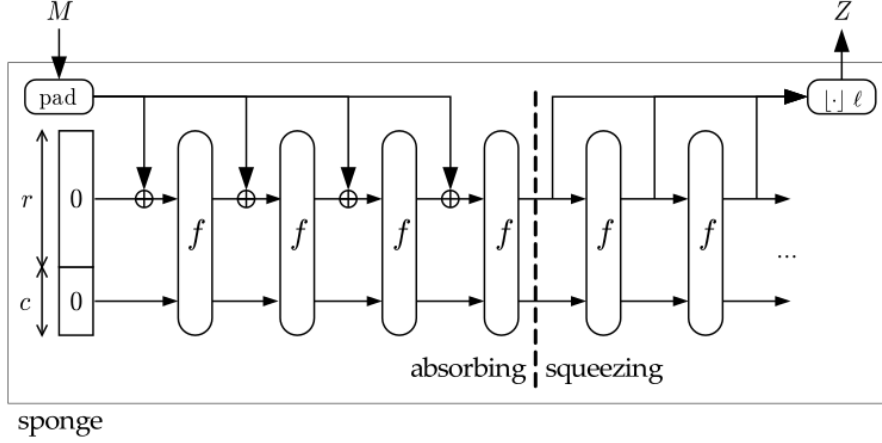 M Z
pad ⌊·⌋ ℓ
r 0 f f f f f f
c 0 ...
absorbing squeezing
sponge